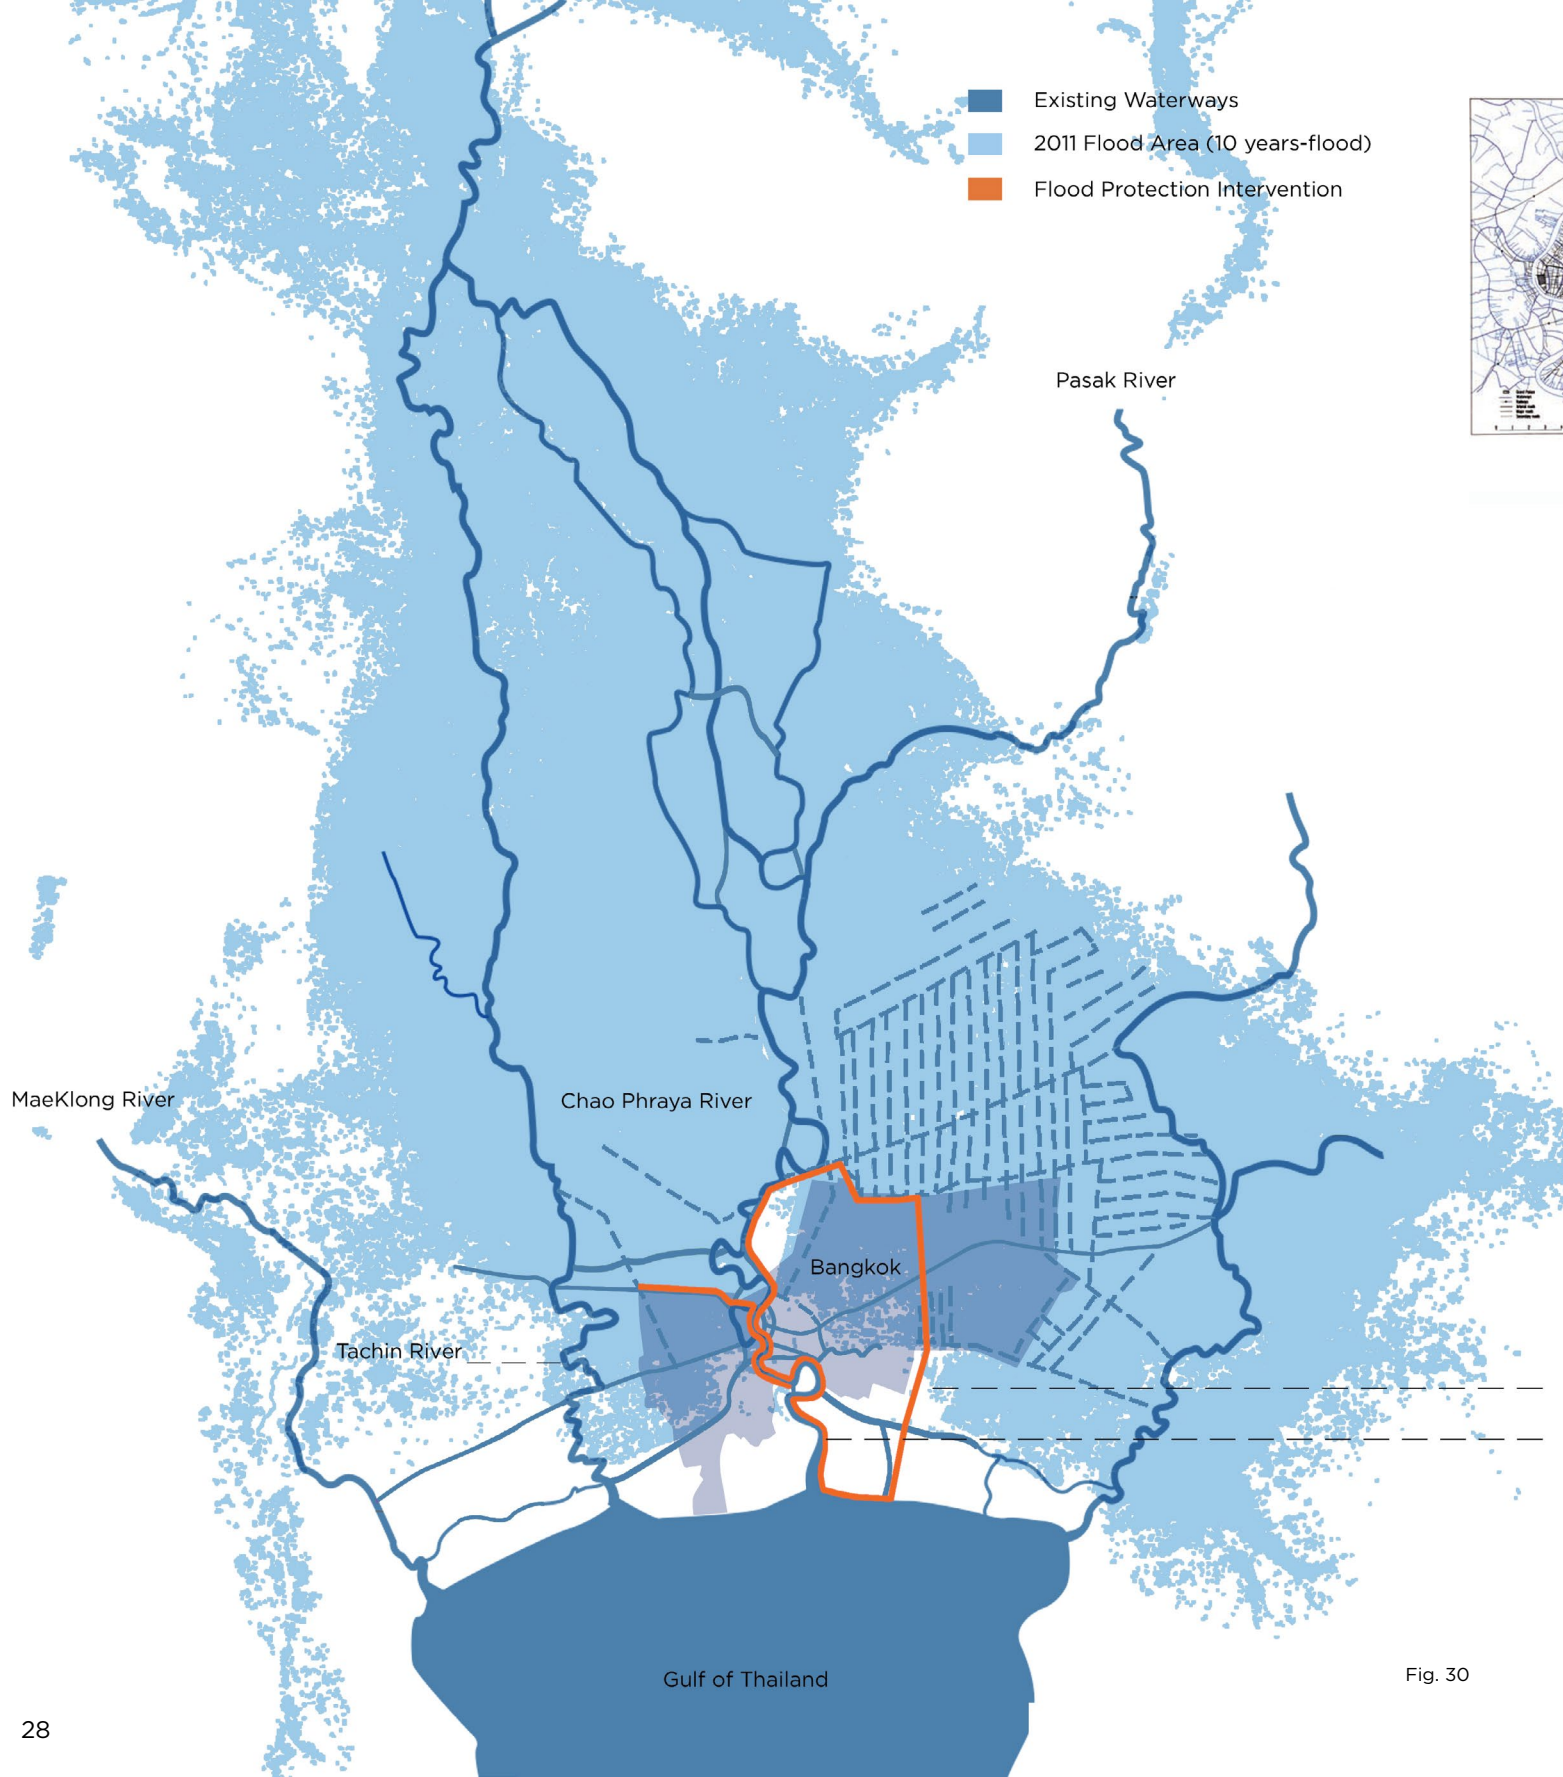 Existing Waterways
2011 Flood Area (10 years-flood)
Flood Protection Intervention
Pasak River
MaeKlong River
Chao Phraya River
Bangkok
Tachin River
Gulf of Thailand
Fig. 30
28